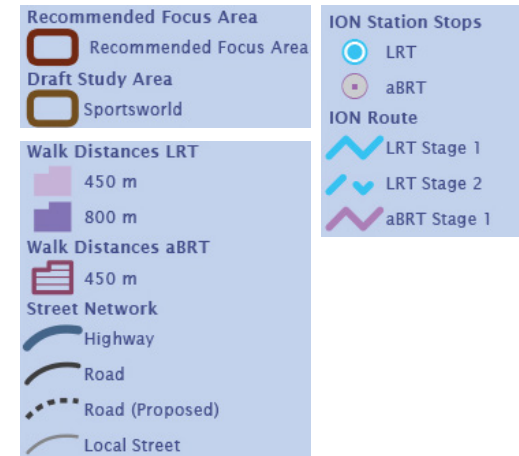 Recommended Focus Area
Recommended Focus Area
Draft Study Area
Sportsworld
Walk Distances LRT
450 m
800 m
Walk Distances aBRT
450 m
Street Network
Highway
Road
Road (Proposed)
Local Street
ION Station Stops
LRT
aBRT
ION Route
LRT Stage 1
LRT Stage 2
aBRT Stage 1